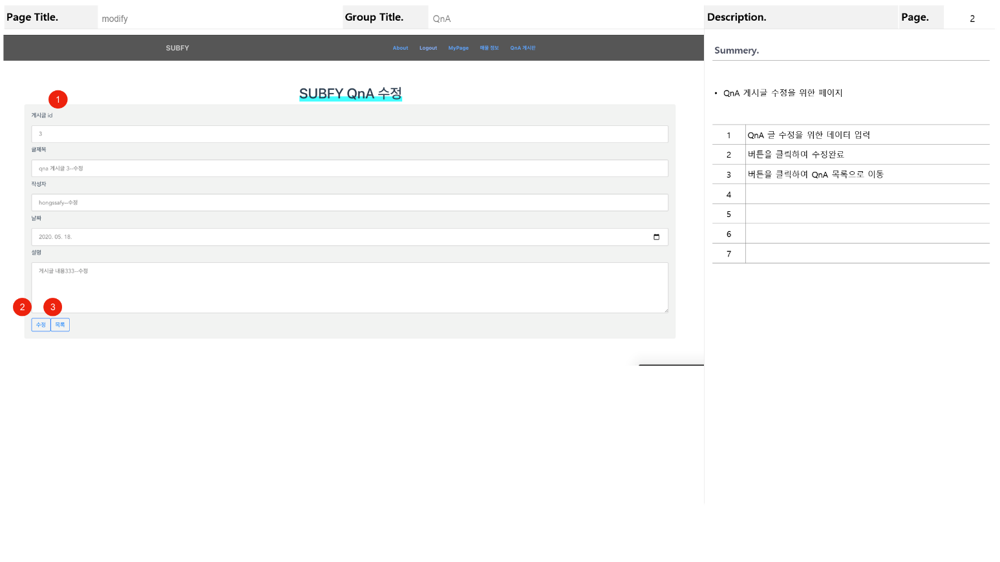 Page Title.
modify
Group Title.
QnA
Description.
Page.
2
SUBFY
About
Logout
MyPage
매물 정보
QnA 게시판
SUBFY QnA 수정
1
게시글 id
3
글제목
qna 게시글 3--수정
작성자
hongssafy--수정
날짜
2020. 05. 18.
설명
게시글 내용333--수정
2
3
수정
목록
Summery.
• QnA 게시글 수정을 위한 페이지
1 QnA 글 수정을 위한 데이터 입력
2 버튼을 클릭하여 수정완료
3 버튼을 클릭하여 QnA 목록으로 이동
4
5
6
7